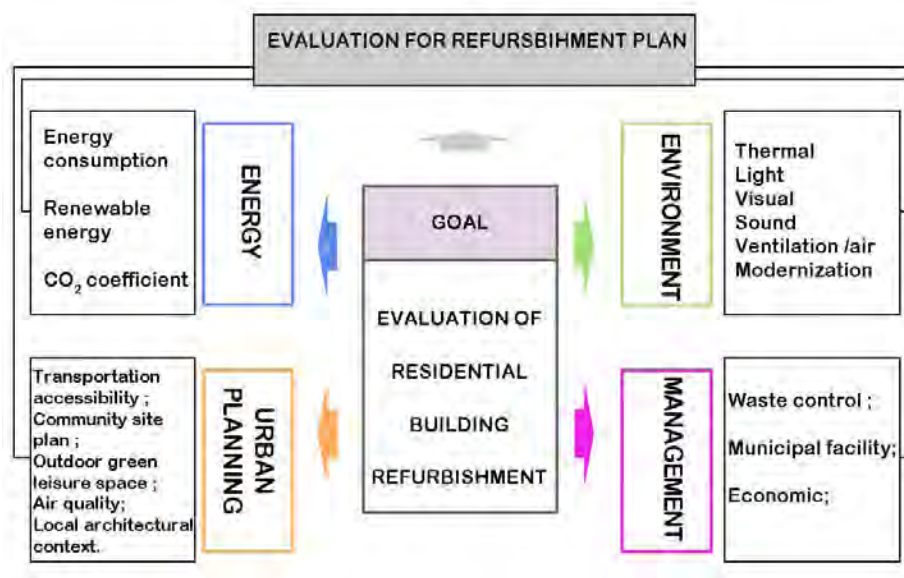 EVALUATION FOR REFURSBIHMENT PLAN
Energy
consumption
Renewable
energy
CO₂ coefficient
ENERGY
GOAL
EVALUATION OF
RESIDENTIAL
BUILDING
REFURBISHMENT
ENVIRONMENT
Thermal
Light
Visual
Sound
Ventilation /air
Modernization
Transportation
accessibility ;
Community site
plan ;
Outdoor green
leisure space ;
Air quality;
Local architectural
context.
URBAN
PLANNING
MANAGEMENT
Waste control ;
Municipal facility;
Economic;